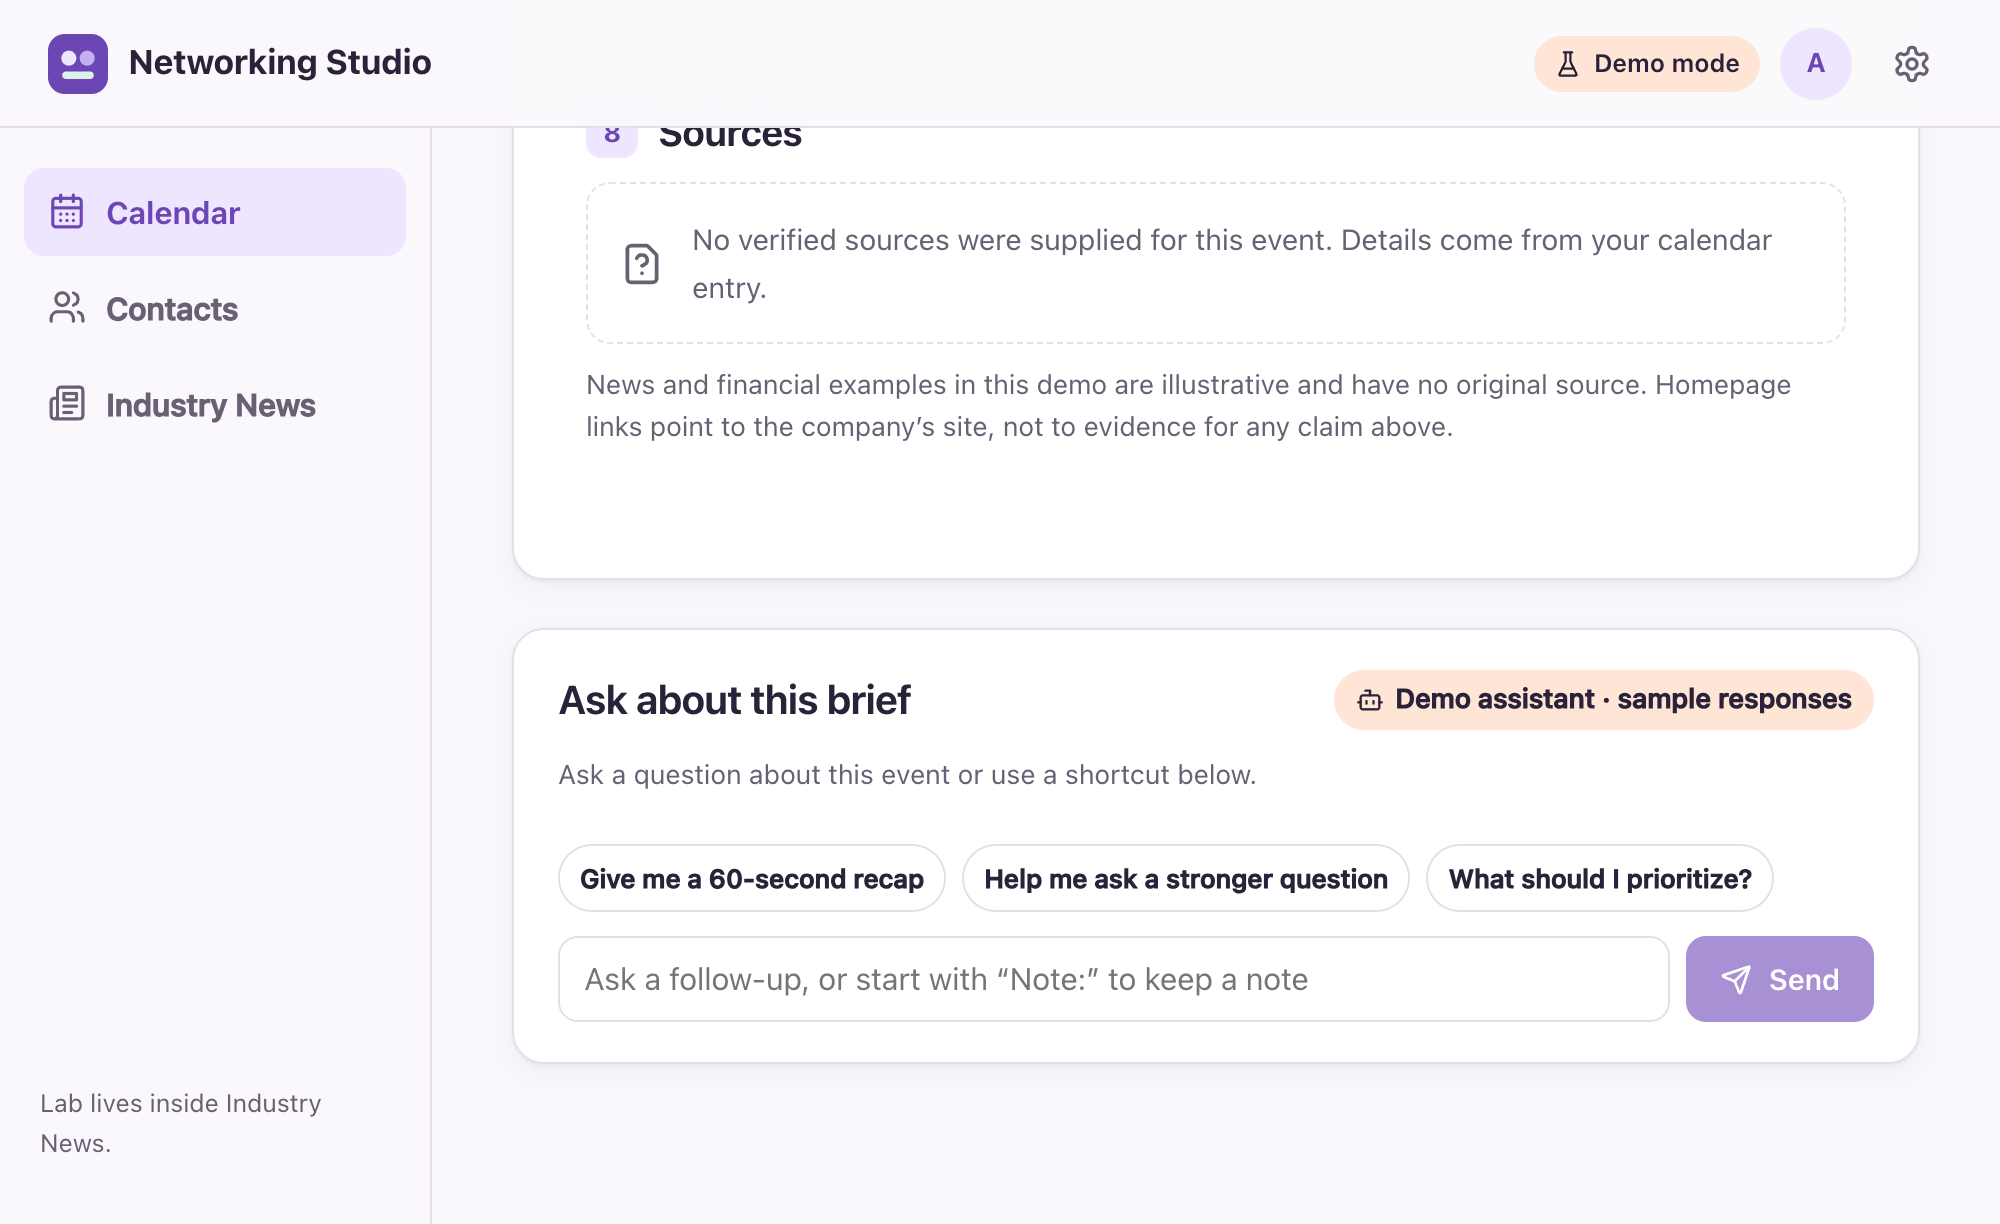 Networking Studio
Demo mode
A
Calendar
Contacts
Industry News
Lab lives inside Industry
News.
8 Sources
No verified sources were supplied for this event. Details come from your calendar
entry.
News and financial examples in this demo are illustrative and have no original source. Homepage
links point to the company’s site, not to evidence for any claim above.
Ask about this brief
Demo assistant · sample responses
Ask a question about this event or use a shortcut below.
Give me a 60-second recap
Help me ask a stronger question
What should I prioritize?
Ask a follow-up, or start with “Note:” to keep a note
Send